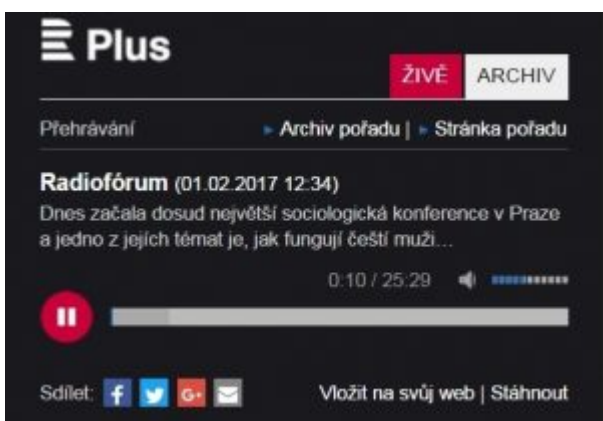 Plus
ŽIVĚ ARCHIV
Přehrávání Archiv pořadu | Stránka pořadu
Radiofórum (01.02.2017 12:34)
Dnes začala dosud největší sociologická konference v Praze
a jedno z jejích témat je, jak fungují čeští muži...
0:10 / 25:29
Sdílet: f G+ Vložit na svůj web | Stáhnout